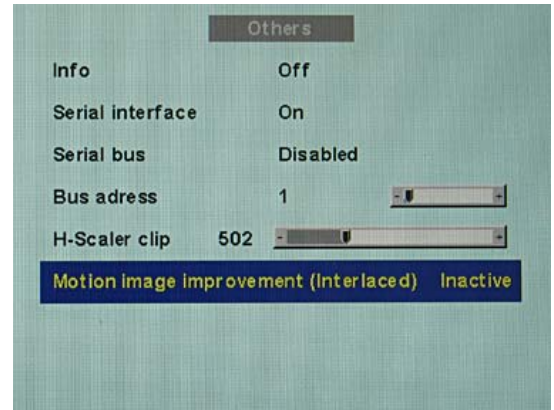 Others
Info Off
Serial interface On
Serial bus Disabled
Bus adress 1 - +
H-Scaler clip 502 - +
Motion image improvement (Interlaced) Inactive